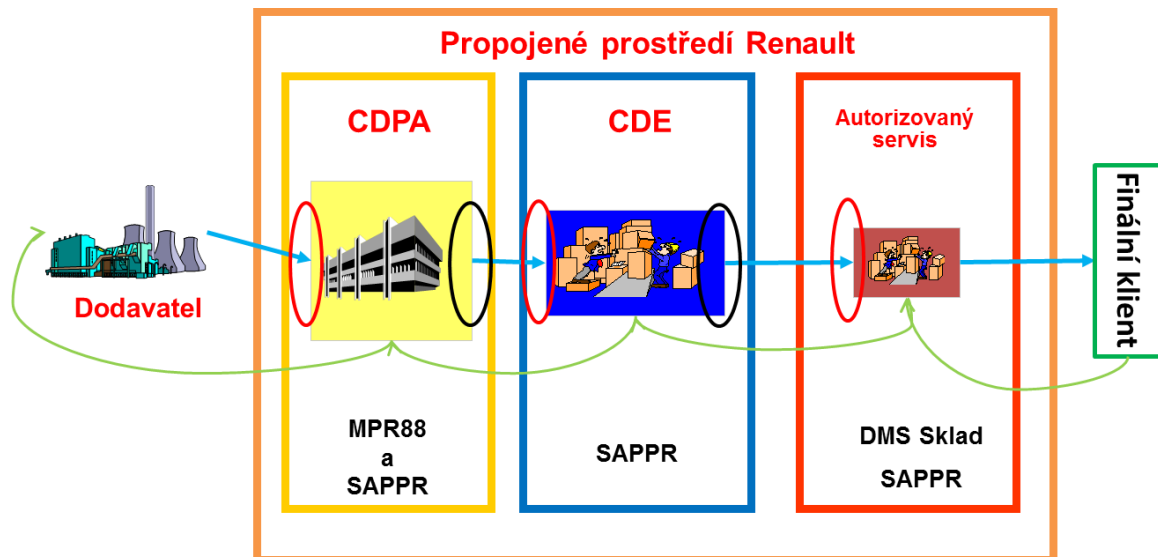 Propojené prostředí Renault
CDPA
CDE
Autorizovaný
servis
Dodavatel
Finální klient
MPR88
a
SAPPR
SAPPR
DMS Sklad
SAPPR